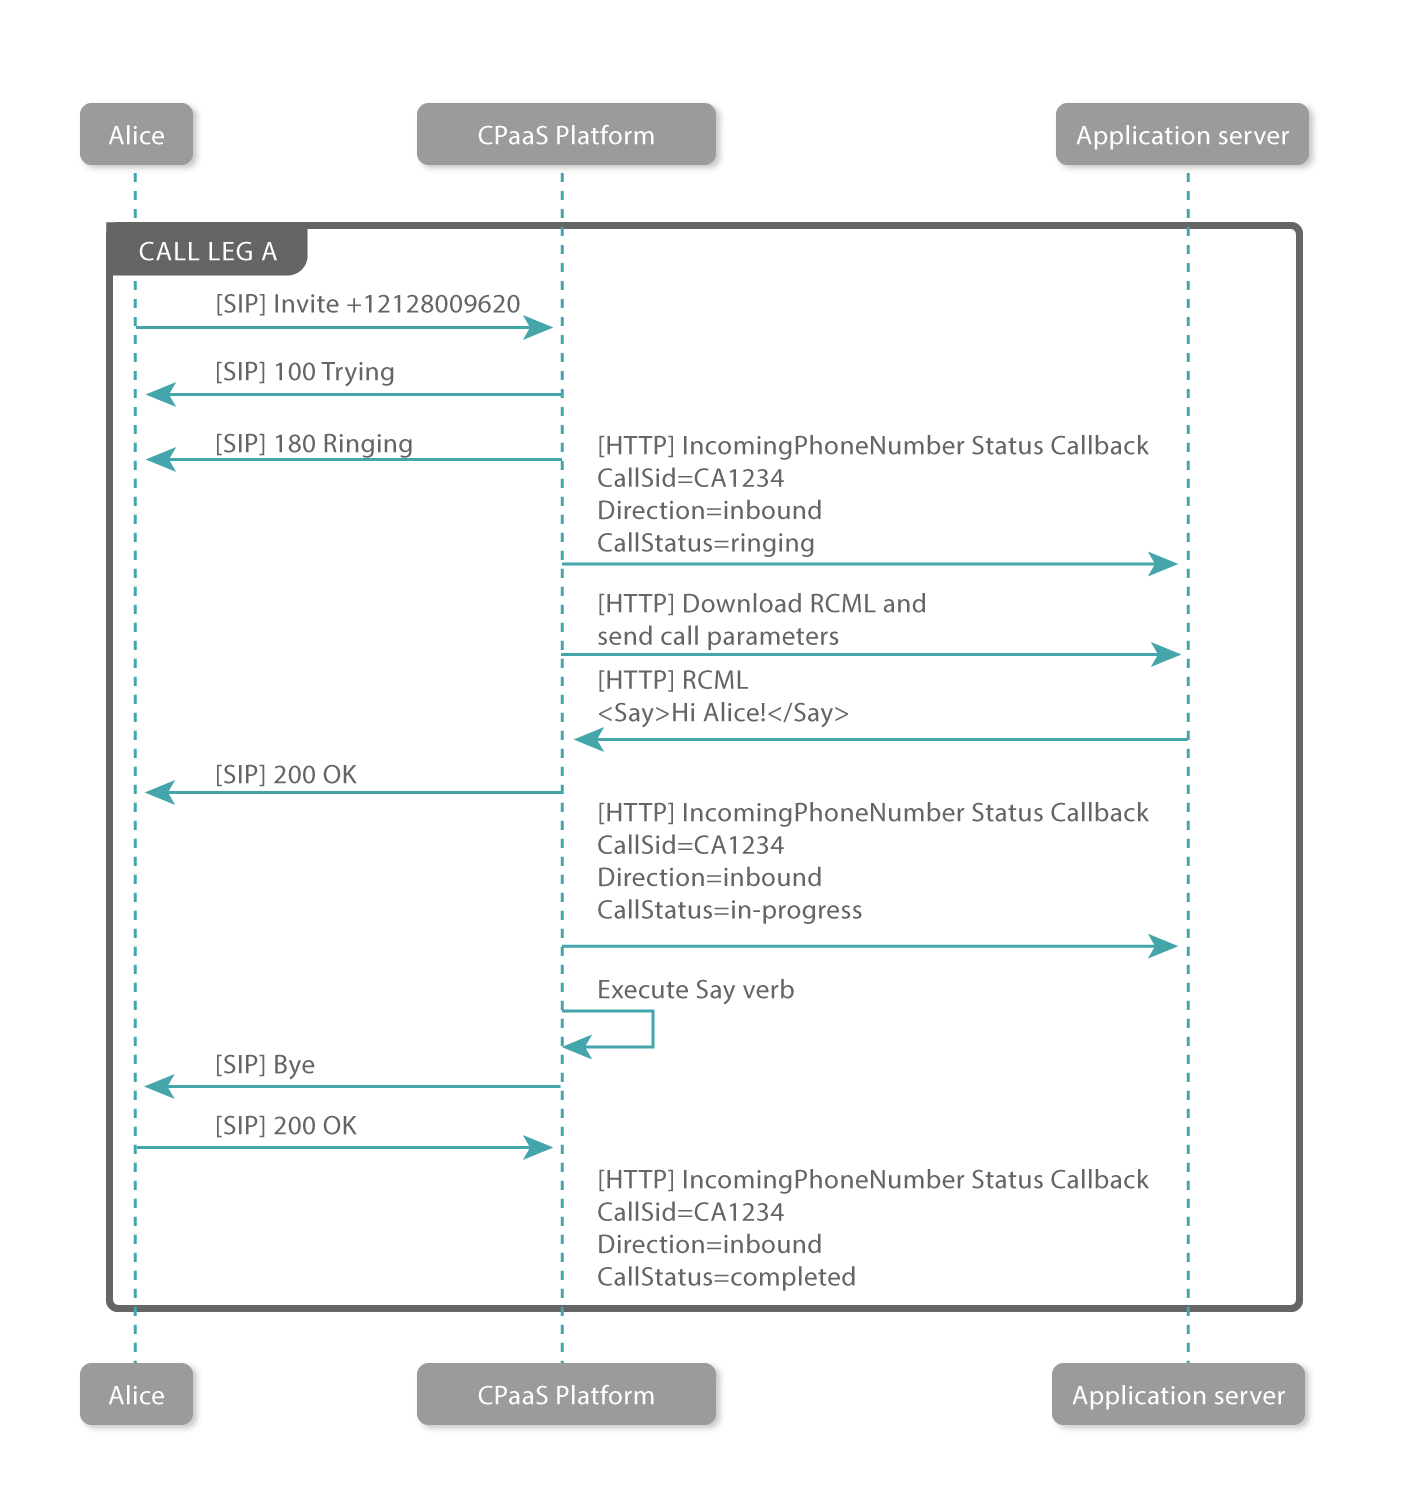 Alice
CPaaS Platform
Application server
CALL LEG A
[SIP] Invite +12128009620
[SIP] 100 Trying
[SIP] 180 Ringing
[HTTP] IncomingPhoneNumber Status Callback
CallSid=CA1234
Direction=inbound
CallStatus=ringing
[HTTP] Download RCML and
send call parameters
[HTTP] RCML
<Say>Hi Alice!</Say>
[SIP] 200 OK
[HTTP] IncomingPhoneNumber Status Callback
CallSid=CA1234
Direction=inbound
CallStatus=in-progress
Execute Say verb
[SIP] Bye
[SIP] 200 OK
[HTTP] IncomingPhoneNumber Status Callback
CallSid=CA1234
Direction=inbound
CallStatus=completed
Alice
CPaaS Platform
Application server